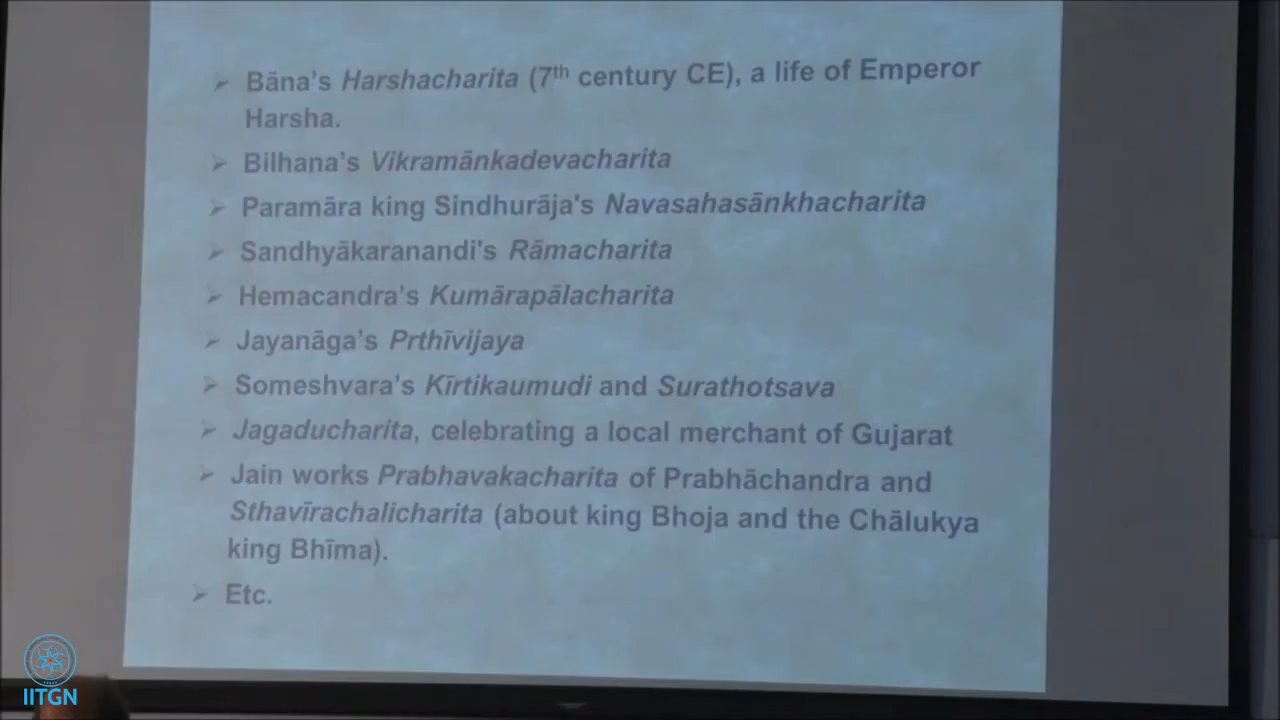 ➢ Bāna's Harshacharita (7th century CE), a life of Emperor
Harsha.
➢ Bilhana's Vikramānkadevacharita
➢ Paramāra king Sindhurāja's Navasahasānkhacharita
➢ Sandhyākaranandi's Rāmacharita
➢ Hemacandra's Kumārapālacharita
➢ Jayanāga's Prthīvijaya
➢ Someshvara's Kīrtikaumudi and Surathotsava
➢ Jagaducharita, celebrating a local merchant of Gujarat
➢ Jain works Prabhavakacharita of Prabhāchandra and
Sthavīrachalicharita (about king Bhoja and the Chālukya
king Bhīma).
➢ Etc.
IITGN